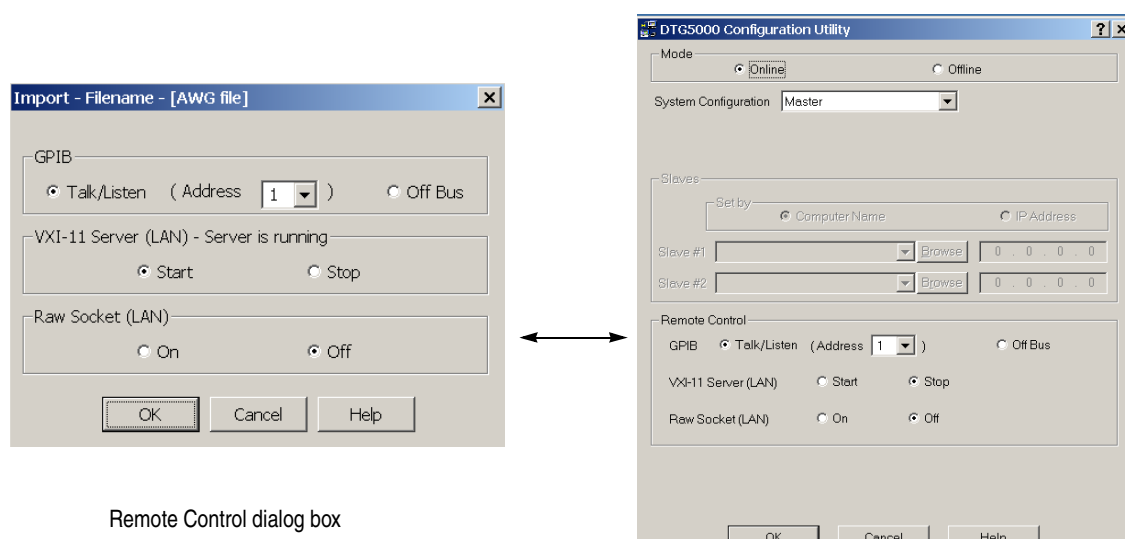 Import - Filename - [AWG file]
GPIB
Talk/Listen ( Address 1 ) Off Bus
VXI-11 Server (LAN) - Server is running
Start Stop
Raw Socket (LAN)
On Off
OK Cancel Help
Remote Control dialog box
DTG5000 Configuration Utility
Mode
Online Offline
System Configuration Master
Slaves
Set by
Computer Name IP Address
Slave #1 Browse 0 . 0 . 0 . 0
Slave #2 Browse 0 . 0 . 0 . 0
Remote Control
GPIB Talk/Listen (Address 1 ) Off Bus
VXI-11 Server (LAN) Start Stop
Raw Socket (LAN) On Off
OK Cancel Help